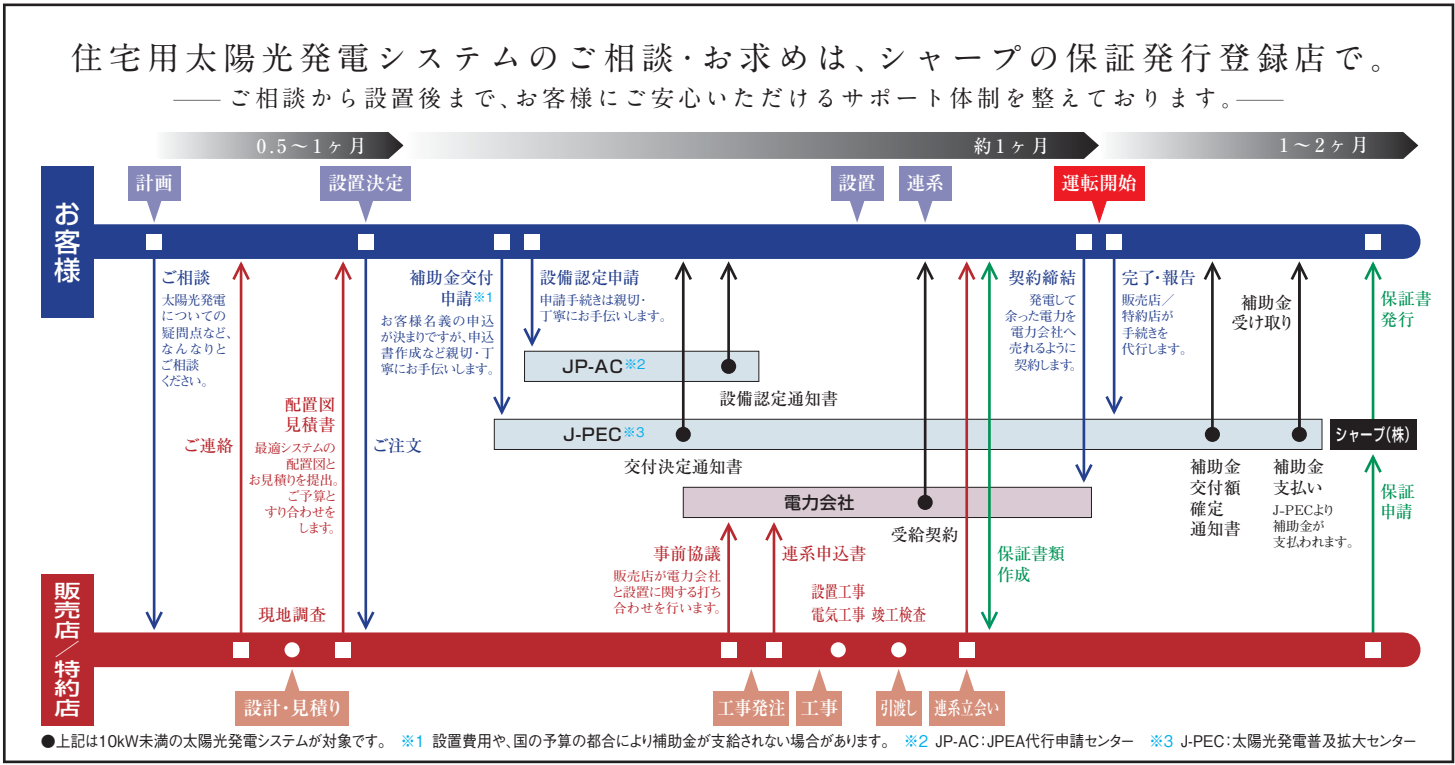 住宅用太陽光発電システムのご相談・お求めは、シャープの保証発行登録店で。
── ご相談から設置後まで、お客様にご安心いただけるサポート体制を整えております。──
0.5〜1ヶ月
約1ヶ月
1〜2ヶ月
計画
設置決定
設置
連系
運転開始
お客様
ご相談
太陽光発電
についての
疑問点など、
なんなりと
ご相談
ください。
ご連絡
配置図
見積書
最適システムの
配置図と
お見積りを提出。
ご予算と
すり合わせを
します。
ご注文
補助金交付
申請※1
お客様名義の申込
が決まりですが、申込
書作成など親切・丁
寧にお手伝いします。
設備認定申請
申請手続きは親切・
丁寧にお手伝いします。
JP-AC※2
設備認定通知書
J-PEC※3
交付決定通知書
電力会社
受給契約
契約締結
発電して
余った電力を
電力会社へ
売れるように
契約します。
完了・報告
販売店／
特約店が
手続きを
代行します。
補助金
受け取り
保証書
発行
シャープ(株)
補助金
交付額
確定
通知書
補助金
支払い
J-PECより
補助金が
支払われます。
保証
申請
事前協議
販売店が電力会社
と設置に関する打ち
合わせを行います。
連系申込書
設置工事
電気工事 竣工検査
保証書類
作成
現地調査
販売店／特約店
設計・見積り
工事発注
工事
引渡し
連系立会い
●上記は10kW未満の太陽光発電システムが対象です。 ※1 設置費用や、国の予算の都合により補助金が支給されない場合があります。 ※2 JP-AC：JPEA代行申請センター ※3 J-PEC：太陽光発電普及拡大センター